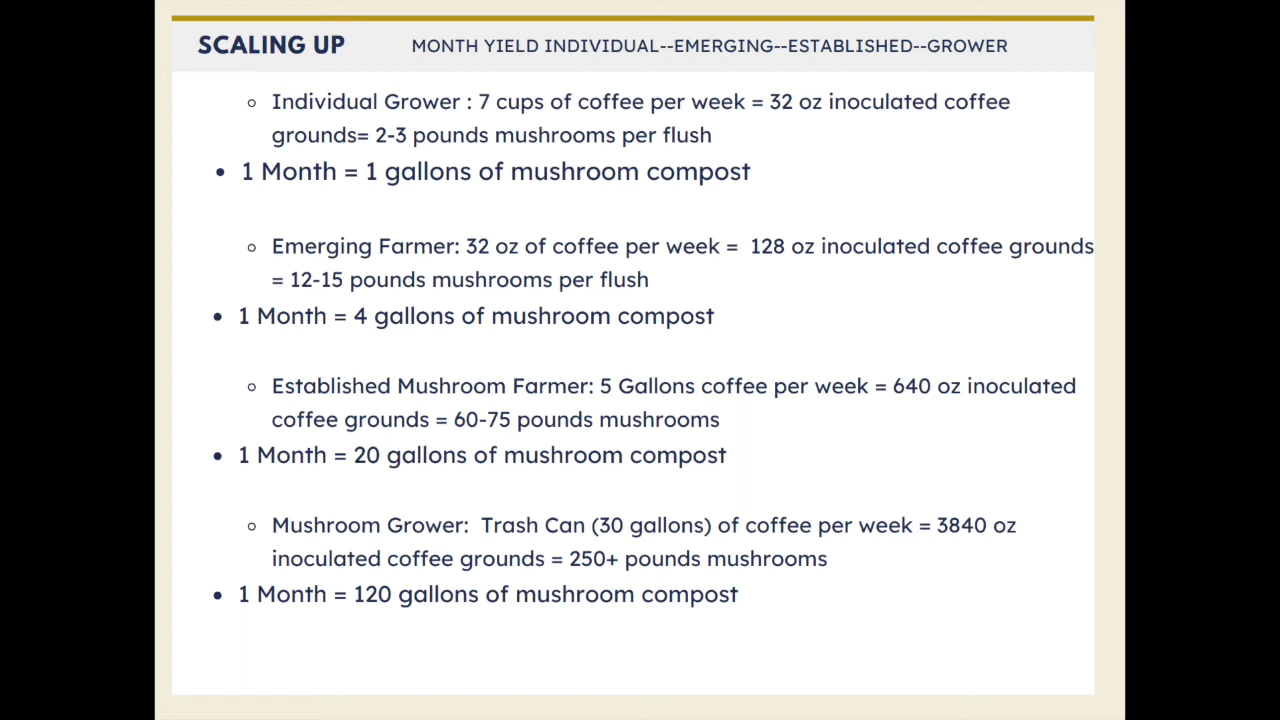 SCALING UP
MONTH YIELD INDIVIDUAL--EMERGING--ESTABLISHED--GROWER
Individual Grower : 7 cups of coffee per week = 32 oz inoculated coffee
grounds= 2-3 pounds mushrooms per flush
1 Month = 1 gallons of mushroom compost
Emerging Farmer: 32 oz of coffee per week =  128 oz inoculated coffee grounds
= 12-15 pounds mushrooms per flush
1 Month = 4 gallons of mushroom compost
Established Mushroom Farmer: 5 Gallons coffee per week = 640 oz inoculated
coffee grounds = 60-75 pounds mushrooms
1 Month = 20 gallons of mushroom compost
Mushroom Grower:  Trash Can (30 gallons) of coffee per week = 3840 oz
inoculated coffee grounds = 250+ pounds mushrooms
1 Month = 120 gallons of mushroom compost